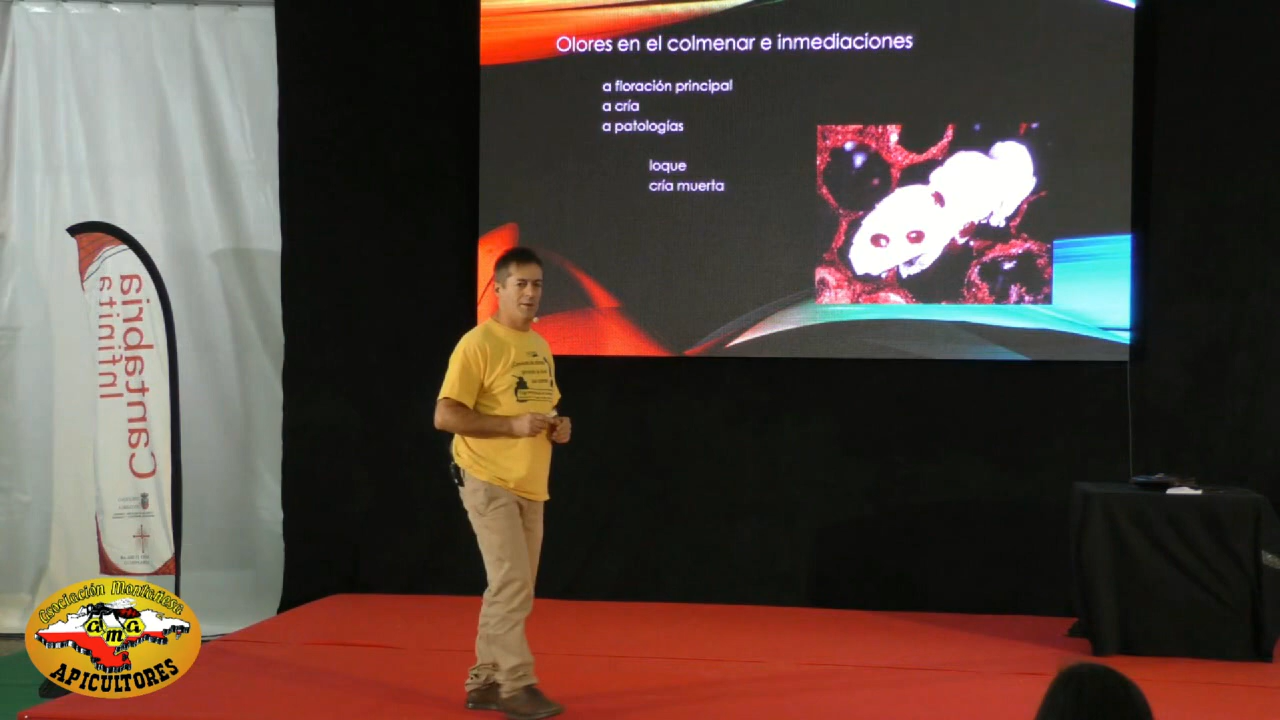 Olores en el colmenar e inmediaciones
a floración principal
a cría
a patologías
loque
cría muerta
Cantabria
Infinita
Asociación Montañesa
AMA
APICULTORES